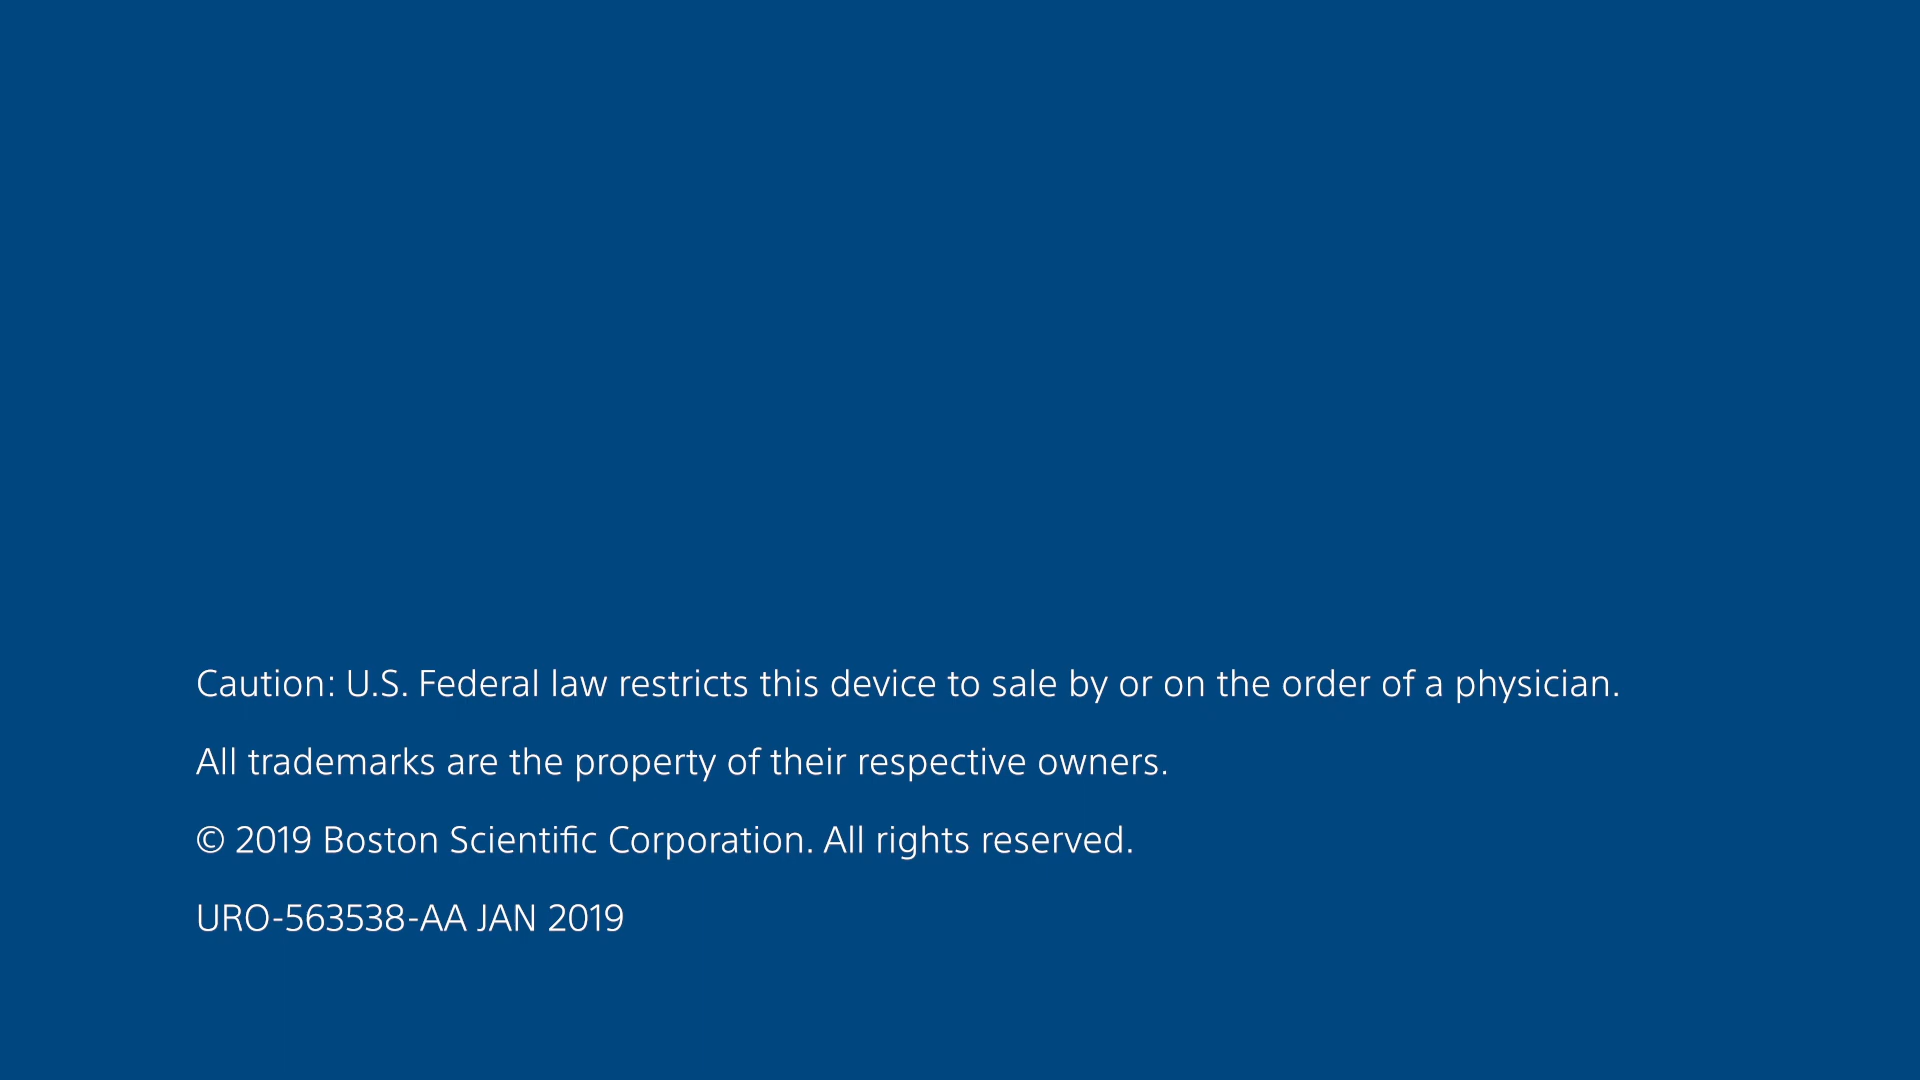 Caution: U.S. Federal law restricts this device to sale by or on the order of a physician.
All trademarks are the property of their respective owners.
© 2019 Boston Scientific Corporation. All rights reserved.
URO-563538-AA JAN 2019